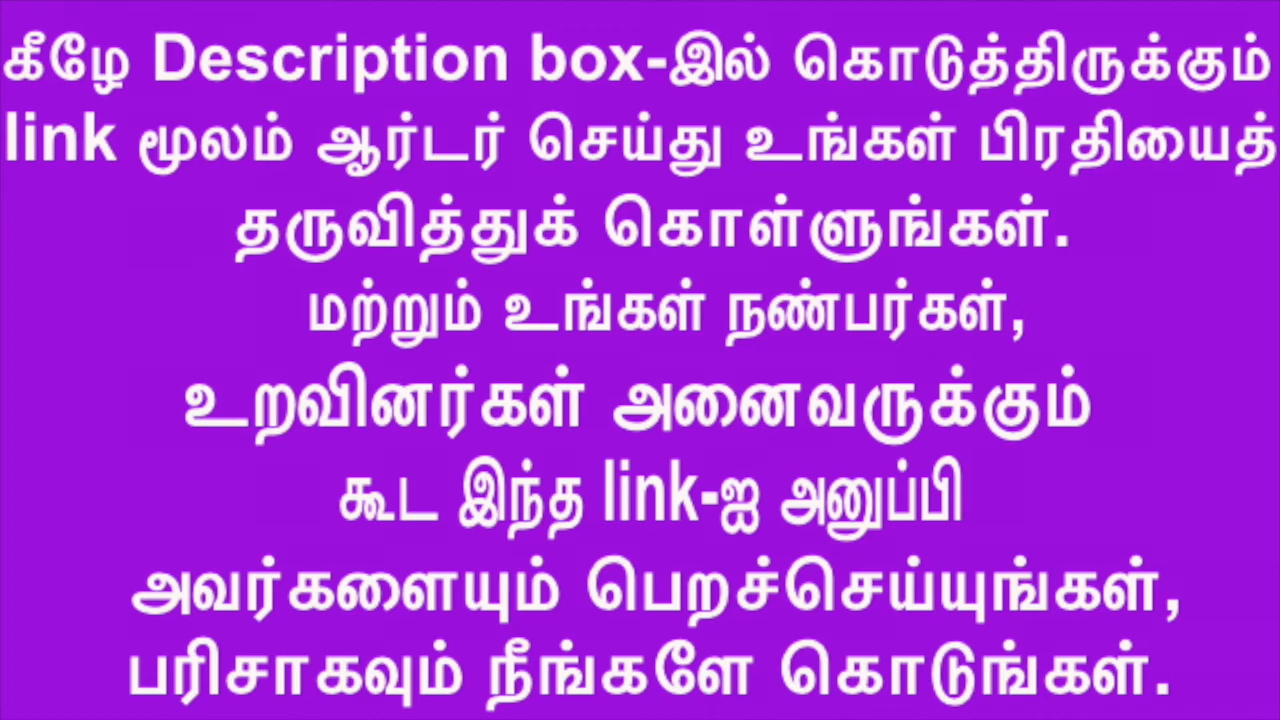 கீழே Description box-இல் கொடுத்திருக்கும்
link மூலம் ஆர்டர் செய்து உங்கள் பிரதியைத்
தருவித்துக் கொள்ளுங்கள்.
மற்றும் உங்கள் நண்பர்கள்,
உறவினர்கள் அனைவருக்கும்
கூட இந்த link-ஐ அனுப்பி
அவர்களையும் பெறச்செய்யுங்கள்,
பரிசாகவும் நீங்களே கொடுங்கள்.